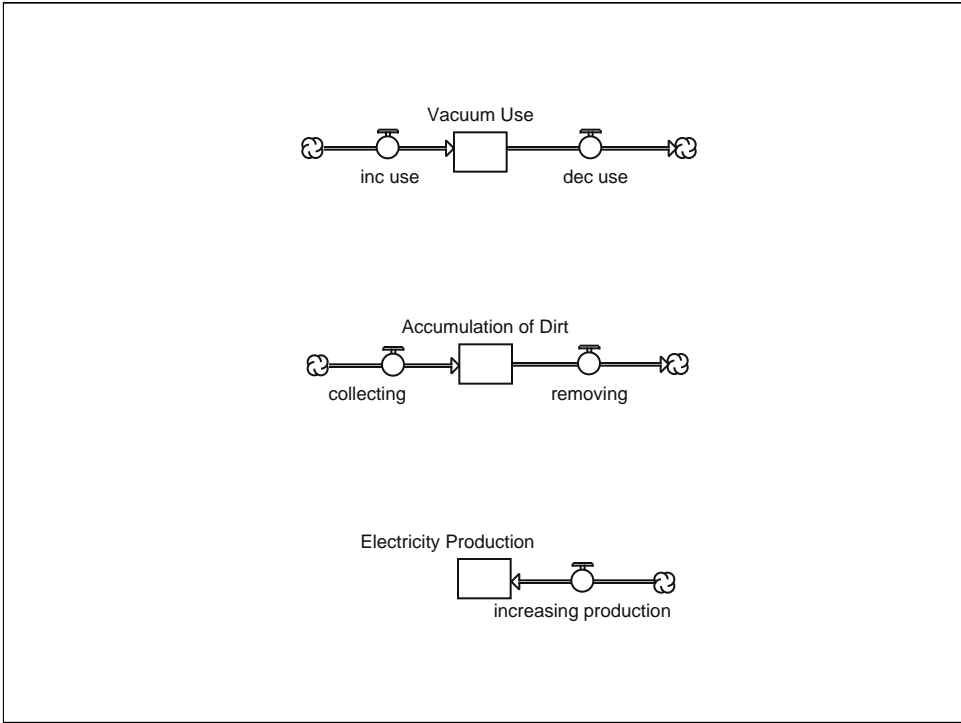 Vacuum Use
inc use
dec use
Accumulation of Dirt
collecting
removing
Electricity Production
increasing production